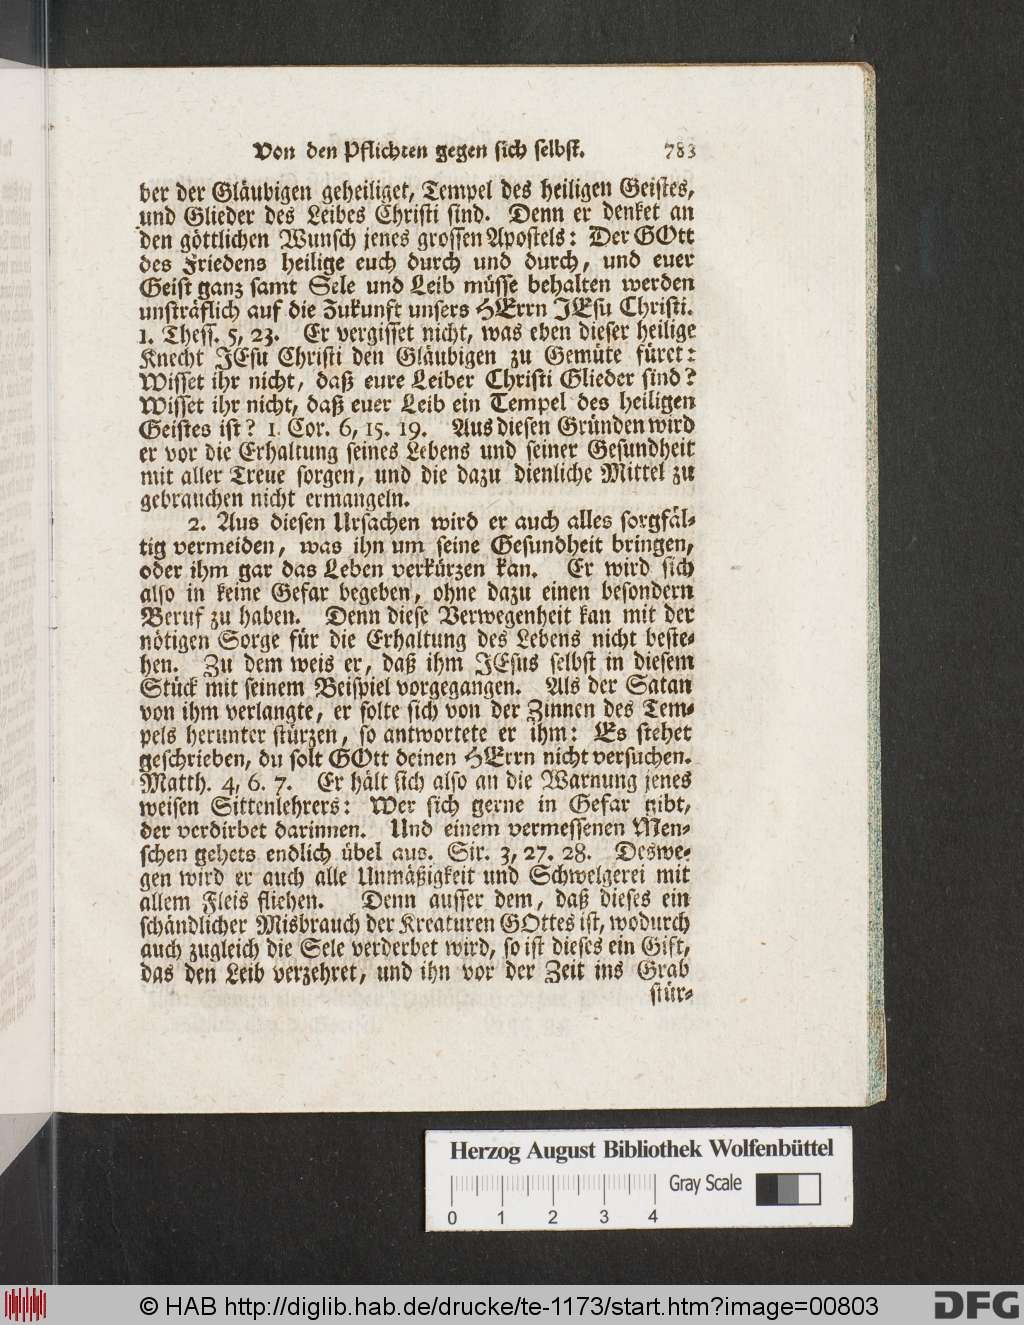 Von den Pflichten gegen sich selbst. 783
ber der Gläubigen geheiliget, Tempel des heiligen Geistes,
und Glieder des Leibes Christi sind. Denn er denket an
den göttlichen Wunsch jenes grossen Apostels: Der GOtt
des Friedens heilige euch durch und durch, und euer
Geist ganz samt Sele und Leib müsse behalten werden
unsträflich auf die Zukunft unsers HErrn JEsu Christi.
1. Thess. 5, 23. Er vergisset nicht, was eben dieser heilige
Knecht JEsu Christi den Gläubigen zu Gemüte füret:
Wisset ihr nicht, daß eure Leiber Christi Glieder sind?
Wisset ihr nicht, daß euer Leib ein Tempel des heiligen
Geistes ist? 1. Cor. 6, 15. 19. Aus diesen Gründen wird
er vor die Erhaltung seines Lebens und seiner Gesundheit
mit aller Treue sorgen, und die dazu dienliche Mittel zu
gebrauchen nicht ermangeln.
2. Aus diesen Ursachen wird er auch alles sorgfäl-
tig vermeiden, was ihn um seine Gesundheit bringen,
oder ihm gar das Leben verkürzen kan. Er wird sich
also in keine Gefar begeben, ohne dazu einen besondern
Beruf zu haben. Denn diese Verwegenheit kan mit der
nötigen Sorge für die Erhaltung des Lebens nicht beste-
hen. Zu dem weis er, daß ihm JEsus selbst in diesem
Stück mit seinem Beispiel vorgegangen. Als der Satan
von ihm verlangte, er solte sich von der Zinnen des Tem-
pels herunter stürzen, so antwortete er ihm: Es stehet
geschrieben, du solt GOtt deinen HErrn nicht versuchen.
Matth. 4, 6. 7. Er hält sich also an die Warnung jenes
weisen Sittenlehrers: Wer sich gerne in Gefar gibt,
der verdirbet darinnen. Und einem vermessenen Men-
schen gehets endlich übel aus. Sir. 3, 27. 28. Deswe-
gen wird er auch alle Unmäßigkeit und Schwelgerei mit
allem Fleis fliehen. Denn ausser dem, daß dieses ein
schändlicher Misbrauch der Kreaturen GOttes ist, wodurch
auch zugleich die Sele verderbet wird, so ist dieses ein Gift,
das den Leib verzehret, und ihn vor der Zeit ins Grab
stür-
Herzog August Bibliothek Wolfenbüttel
Gray Scale
0 1 2 3 4
© HAB http://diglib.hab.de/drucke/te-1173/start.htm?image=00803
DFG